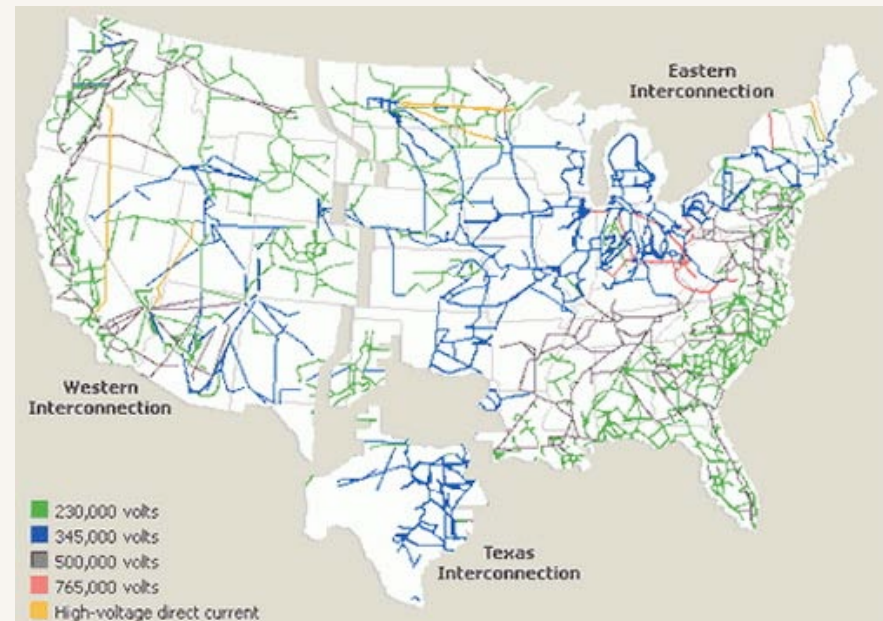 Eastern
Interconnection
Western
Interconnection
Texas
Interconnection
230,000 volts
345,000 volts
500,000 volts
765,000 volts
High-voltage direct current